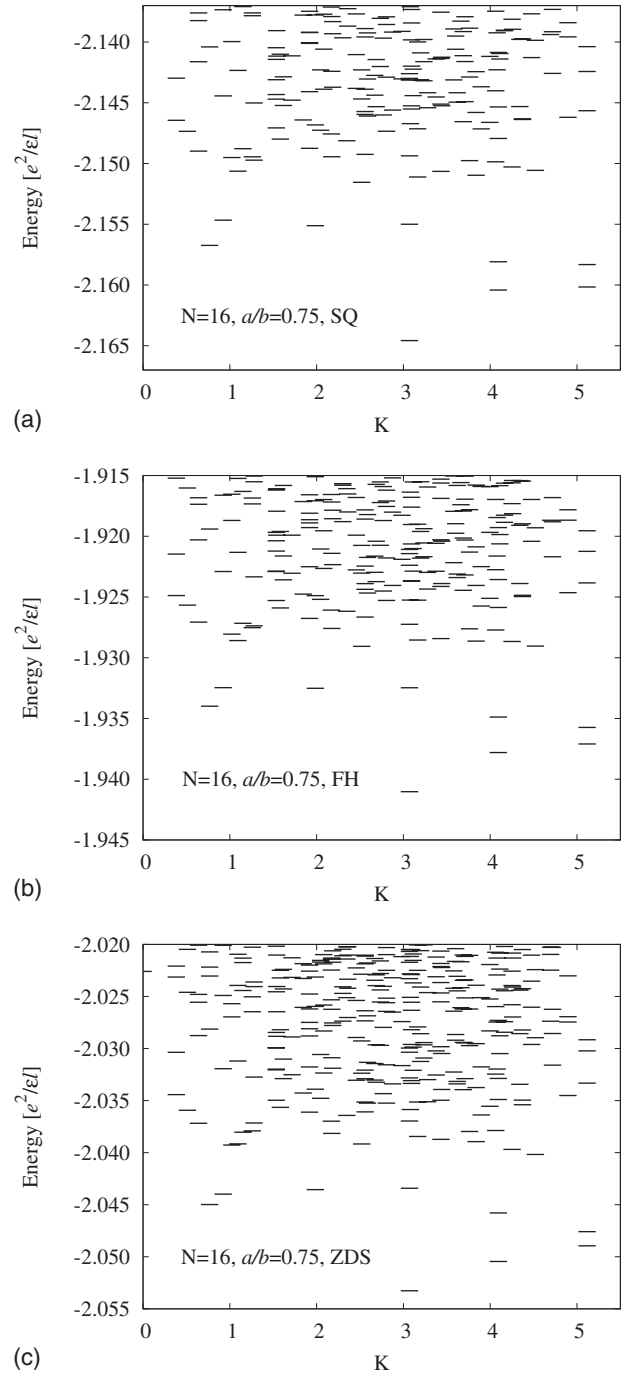 -2.140
-2.145
-2.150
-2.155
-2.160
-2.165
Energy [e²/εl]
N=16, a/b=0.75, SQ
0 1 2 3 4 5
K
(a)
-1.915
-1.920
-1.925
-1.930
-1.935
-1.940
-1.945
Energy [e²/εl]
N=16, a/b=0.75, FH
0 1 2 3 4 5
K
(b)
-2.020
-2.025
-2.030
-2.035
-2.040
-2.045
-2.050
-2.055
Energy [e²/εl]
N=16, a/b=0.75, ZDS
0 1 2 3 4 5
K
(c)